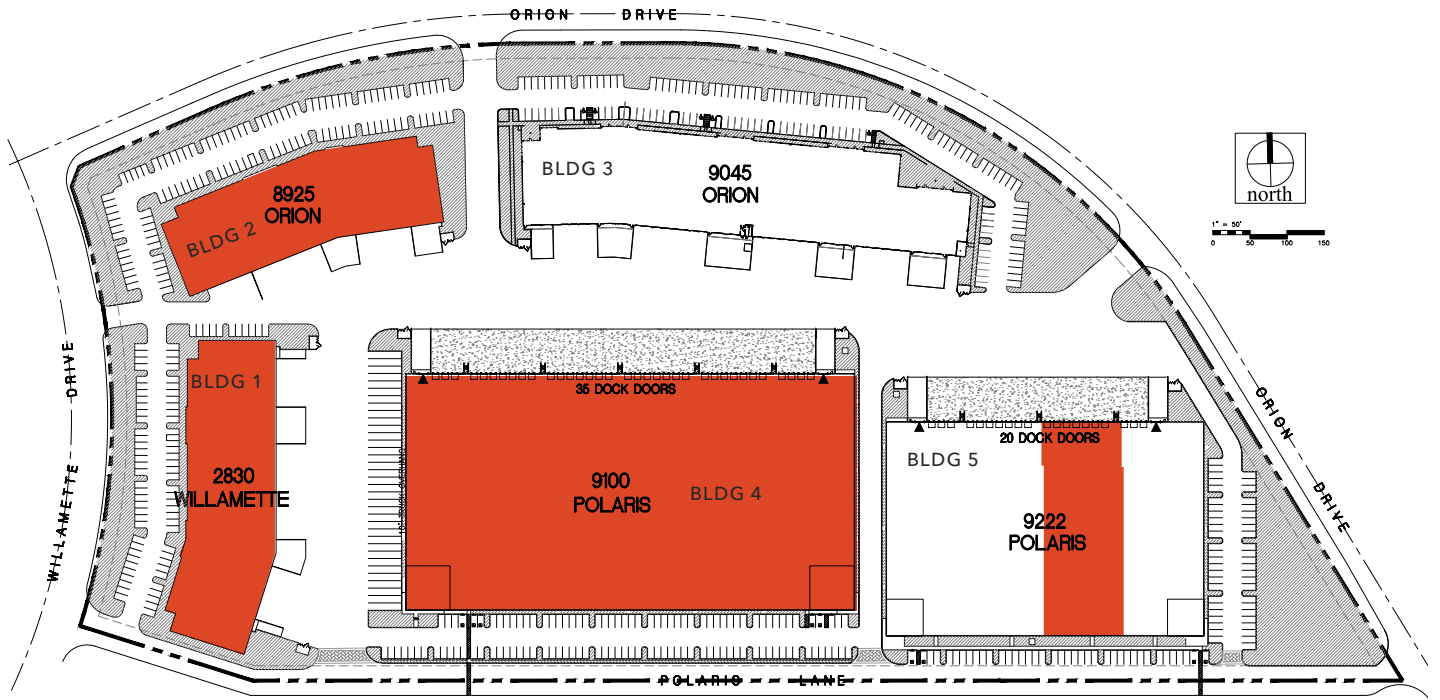 ORION DRIVE
BLDG 3
9045
ORION
8925
ORION
BLDG 2
north
1" = 50'
0 50 100 150
WILLAMETTE DRIVE
BLDG 1
2830
WILLAMETTE
35 DOCK DOORS
9100
POLARIS
BLDG 4
20 DOCK DOORS
BLDG 5
9222
POLARIS
ORION DRIVE
POLARIS LANE